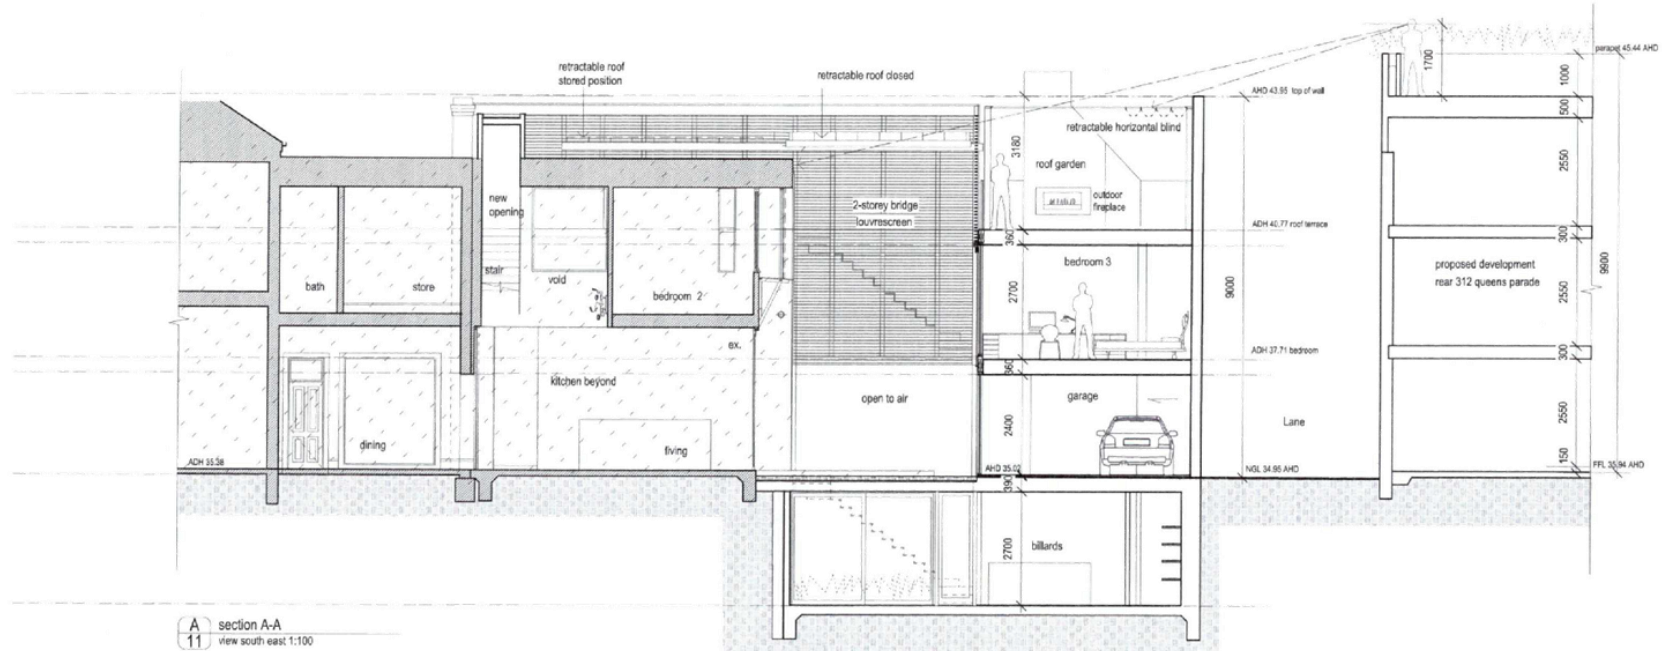 retractable roof
stored position
retractable roof closed
1700
parapet 45.44 AHD
1000
500
AHD 43.95 top of wall
retractable horizontal blind
3180
roof garden
outdoor
fireplace
2550
new
opening
2-storey bridge
louvrescreen
ADH 40.77 roof terrace
360
300
stair
void
bath
store
bedroom 2
bedroom 3
2700
9000
proposed development
rear 312 queens parade
2550
9900
ex.
ADH 37.71 bedroom
360
300
kitchen beyond
open to air
garage
2400
Lane
2550
dining
living
ADH 35.38
AHD 35.02
NGL 34.95 AHD
150
FFL 35.94 AHD
390
2700
billards
A
11
section A-A
view south east 1:100